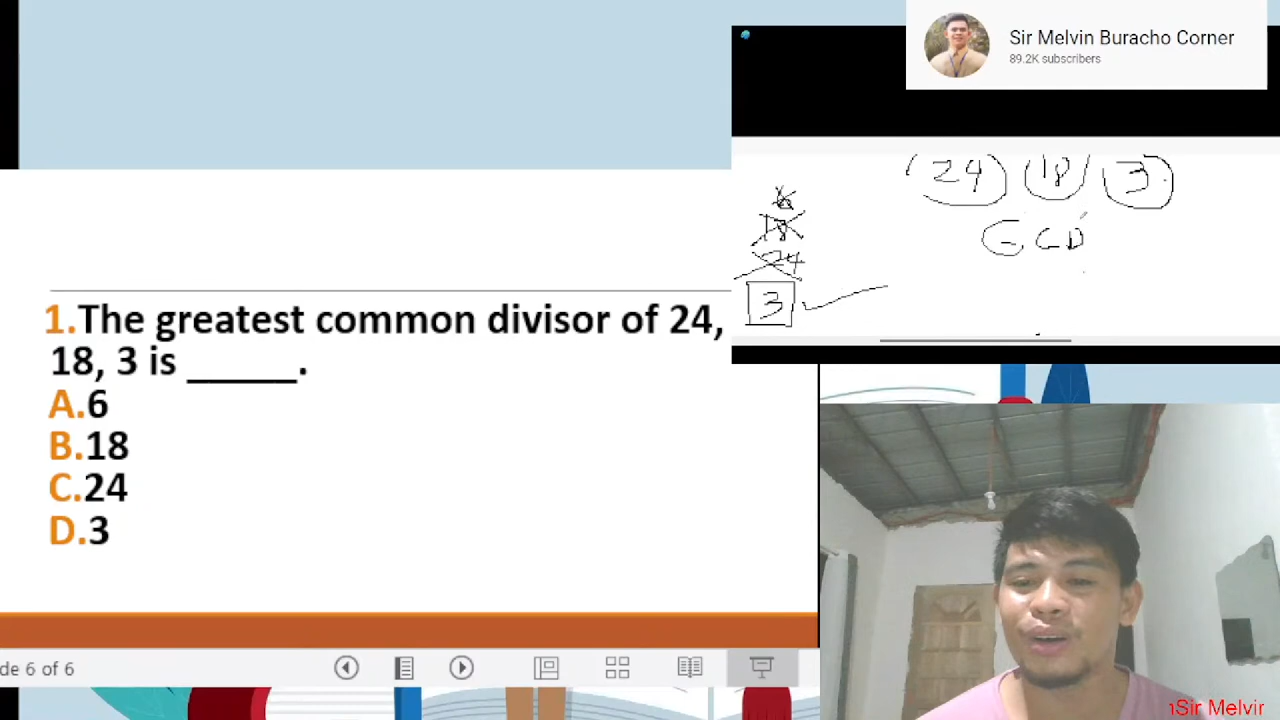 Sir Melvin Buracho Corner
89.2K subscribers
24 18 3
GCD
6
18
24
3
1.The greatest common divisor of 24,
18, 3 is ______.
A.6
B.18
C.24
D.3
de 6 of 6
Sir Melvir